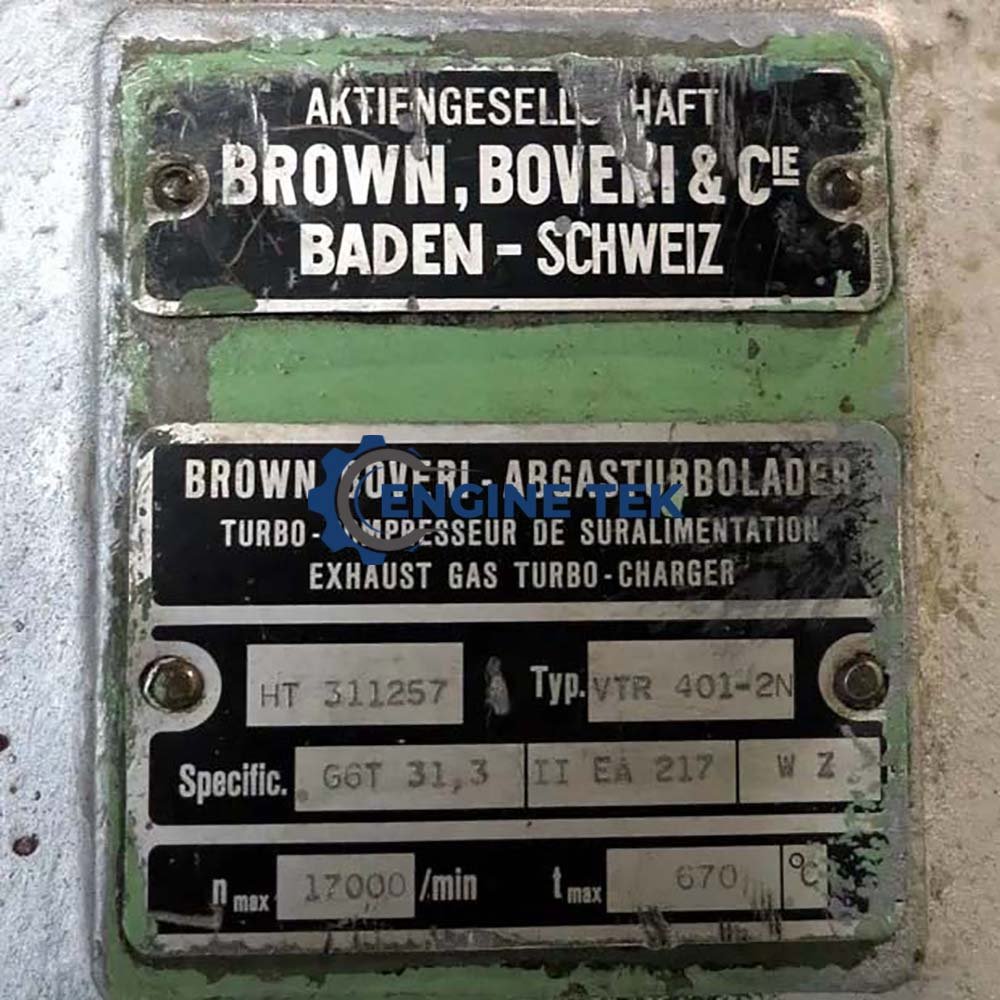 AKTIENGESELLSCHAFT
BROWN, BOVERI & CIE
BADEN - SCHWEIZ
BROWN BOVERI - ABGASTURBOLADER
ENGINE TEK
TURBO-COMPRESSEUR DE SURALIMENTATION
EXHAUST GAS TURBO-CHARGER
HT 311257 Typ. VTR 401-2N
Specific. G6T 31,3 II EA 217 W Z
n max 17000 /min t max 670 °C